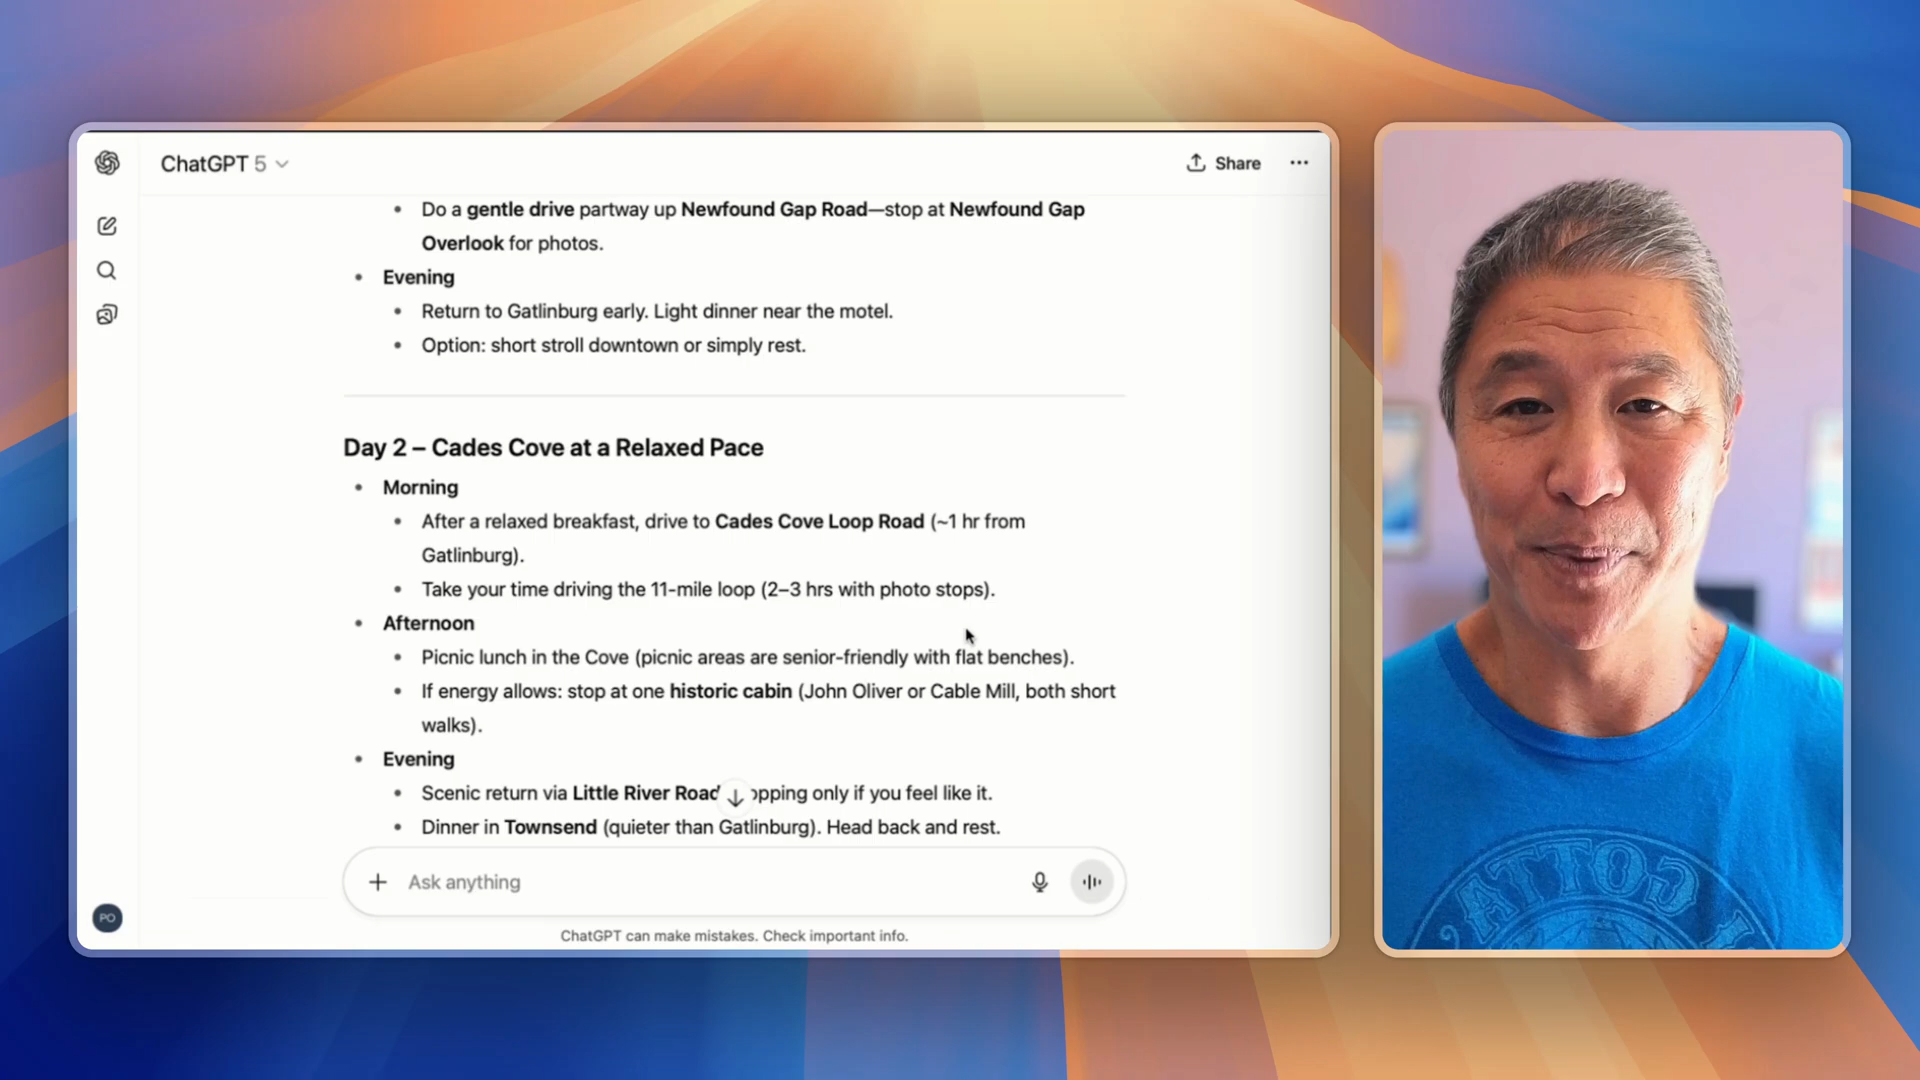 ChatGPT 5
Share
Do a gentle drive partway up Newfound Gap Road—stop at Newfound Gap
Overlook for photos.
Evening
Return to Gatlinburg early. Light dinner near the motel.
Option: short stroll downtown or simply rest.
Day 2 – Cades Cove at a Relaxed Pace
Morning
After a relaxed breakfast, drive to Cades Cove Loop Road (~1 hr from
Gatlinburg).
Take your time driving the 11-mile loop (2–3 hrs with photo stops).
Afternoon
Picnic lunch in the Cove (picnic areas are senior-friendly with flat benches).
If energy allows: stop at one historic cabin (John Oliver or Cable Mill, both short
walks).
Evening
Scenic return via Little River Road opping only if you feel like it.
Dinner in Townsend (quieter than Gatlinburg). Head back and rest.
Ask anything
PO
ChatGPT can make mistakes. Check important info.